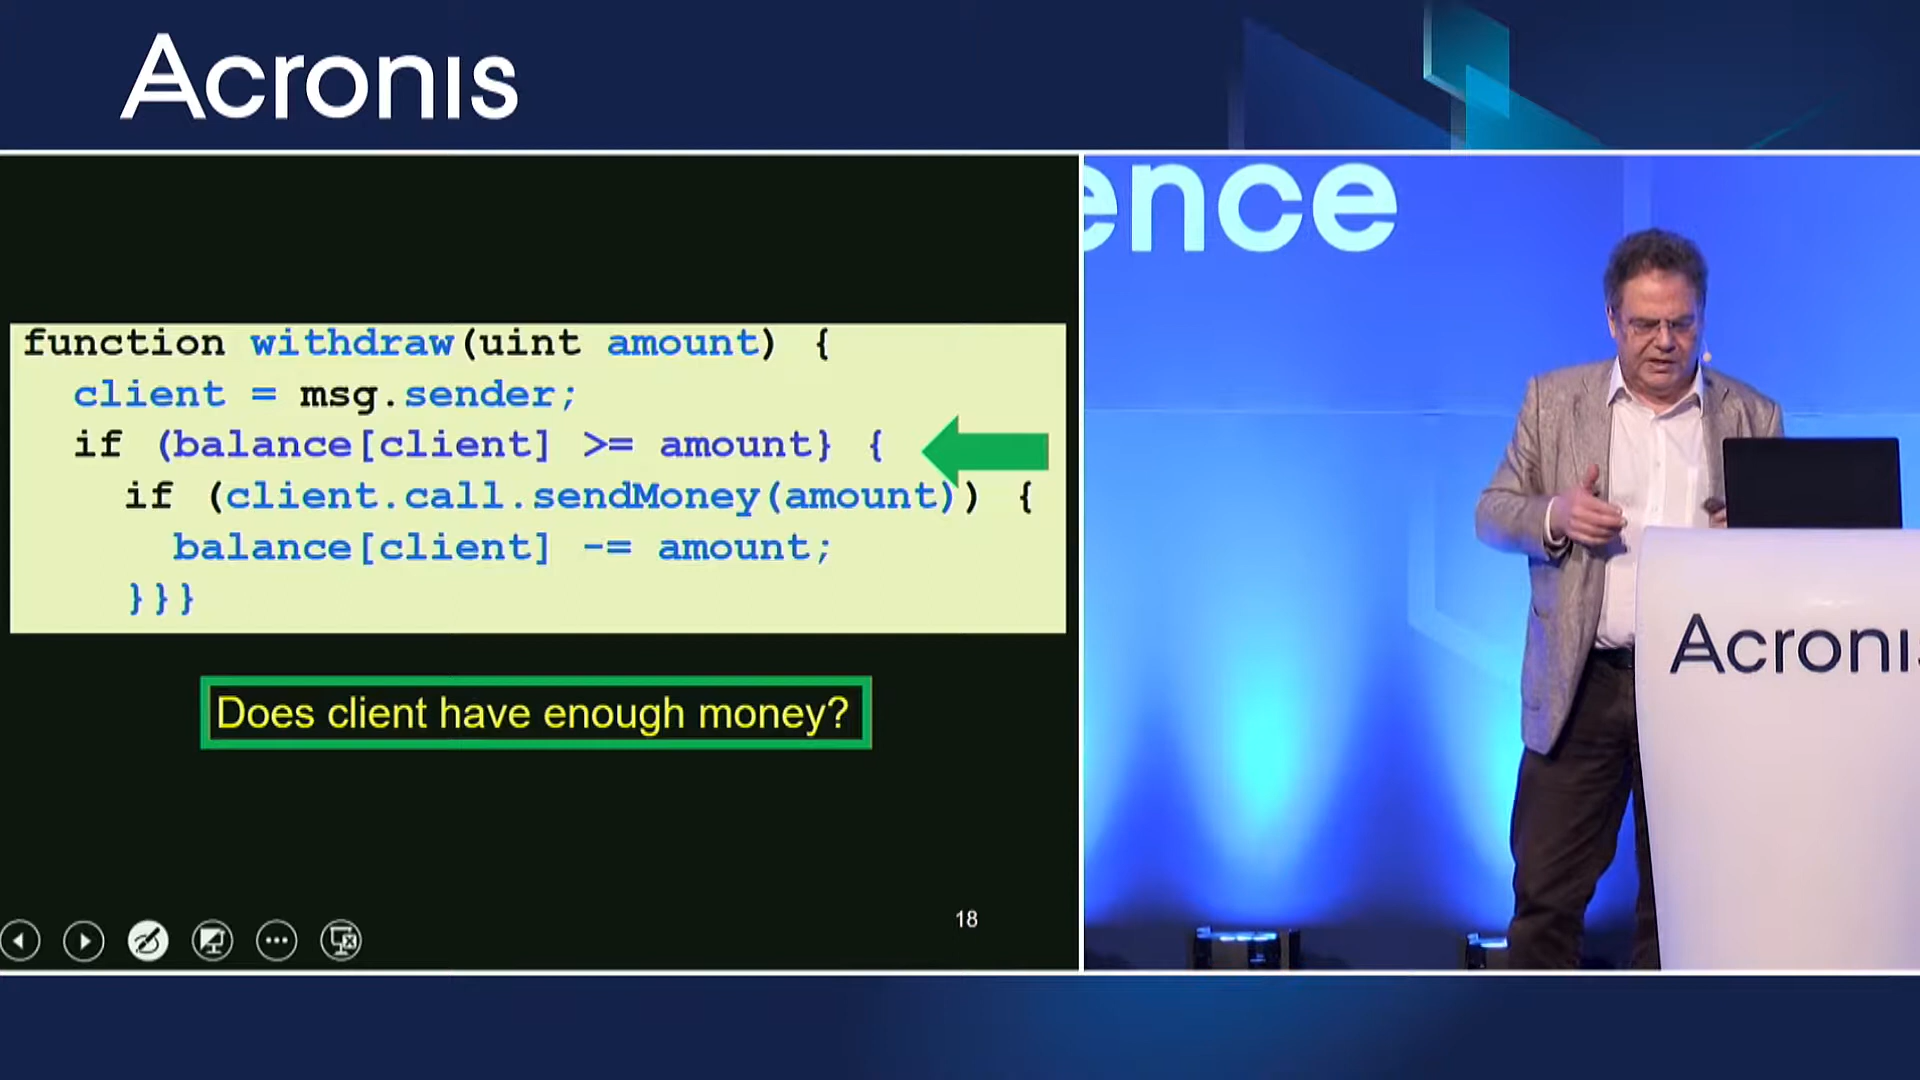 Acronis
function withdraw(uint amount) {
client = msg.sender;
if (balance[client] >= amount} {
if (client.call.sendMoney(amount)) {
balance[client] -= amount;
}}}
Does client have enough money?
18
ence
Acronis